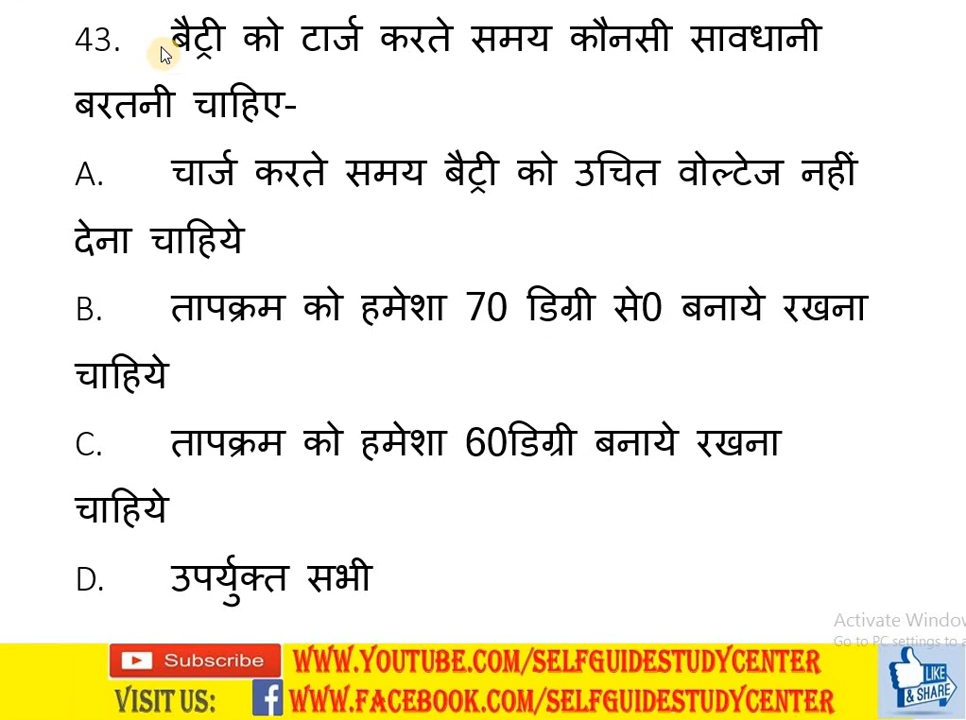 43. बैट्री को टार्ज करते समय कौनसी सावधानी
बरतनी चाहिए-
A. चार्ज करते समय बैट्री को उचित वोल्टेज नहीं
देना चाहिये
B. तापक्रम को हमेशा 70 डिग्री से0 बनाये रखना
चाहिये
C. तापक्रम को हमेशा 60डिग्री बनाये रखना
चाहिये
D. उपर्युक्त सभी
Activate Window
Go to PC settings to a
Subscribe WWW.YOUTUBE.COM/SELFGUIDESTUDYCENTER
VISIT US: f WWW.FACEBOOK.COM/SELFGUIDESTUDYCENTER
LIKE
& SHARE